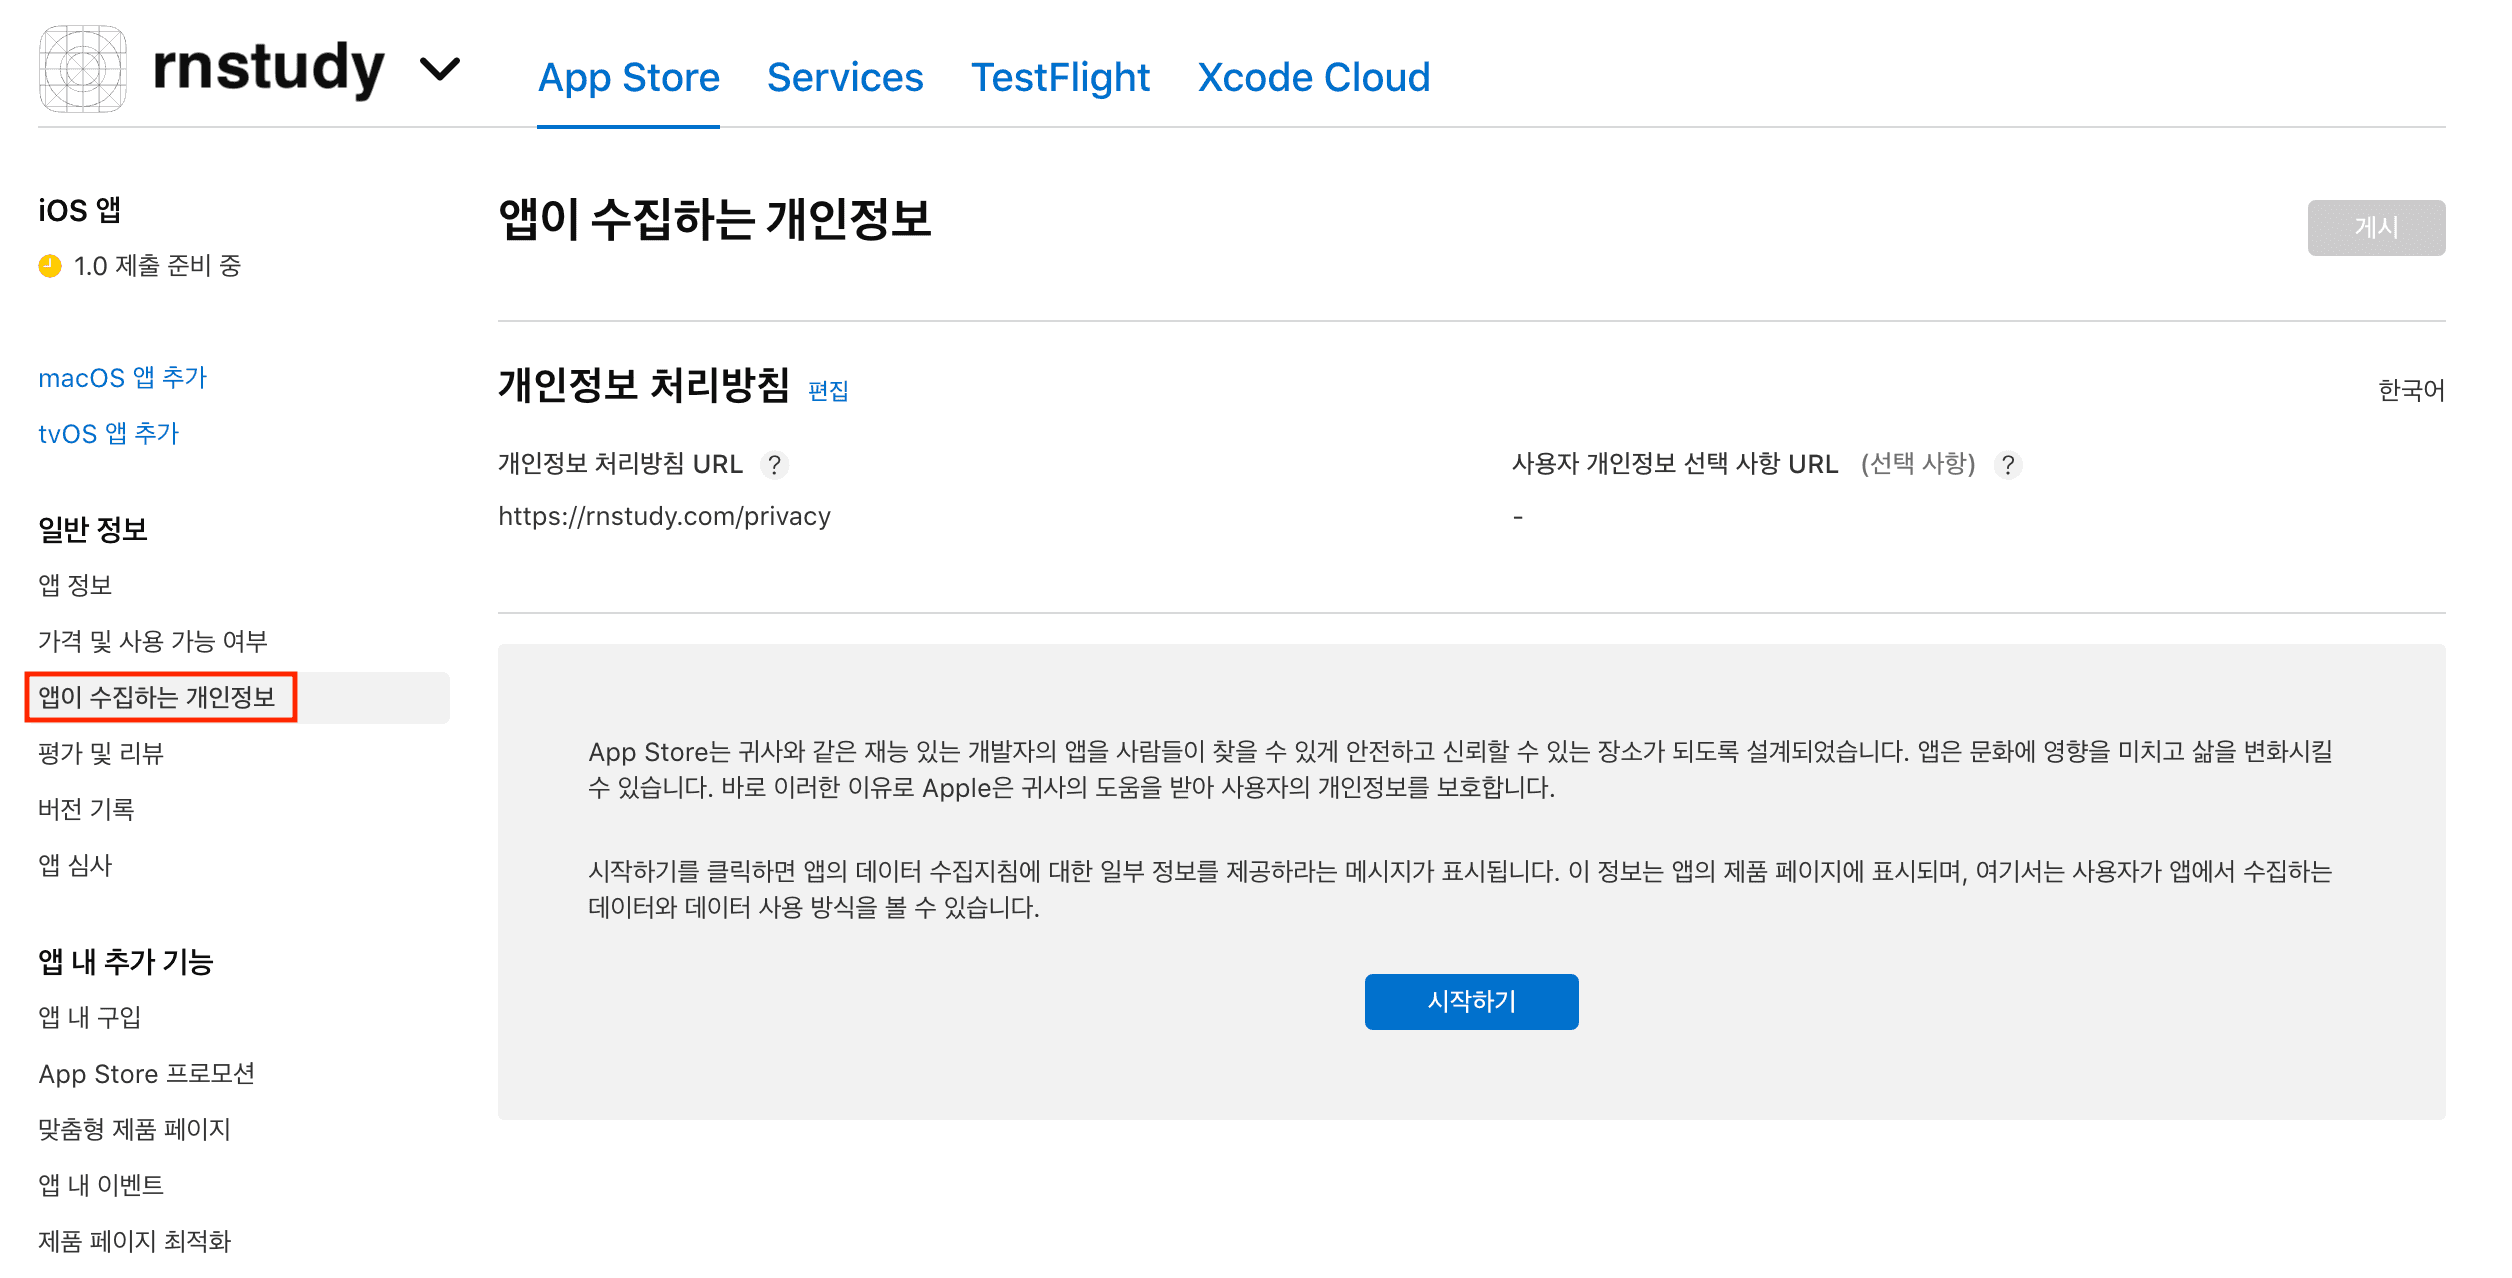 rnstudy
App Store Services TestFlight Xcode Cloud
iOS 앱
1.0 제출 준비 중
macOS 앱 추가
tvOS 앱 추가
일반 정보
앱 정보
가격 및 사용 가능 여부
앱이 수집하는 개인정보
평가 및 리뷰
버전 기록
앱 심사
앱 내 추가 기능
앱 내 구입
App Store 프로모션
맞춤형 제품 페이지
앱 내 이벤트
제품 페이지 최적화
앱이 수집하는 개인정보
게시
개인정보 처리방침 편집
한국어
개인정보 처리방침 URL ?
https://rnstudy.com/privacy
사용자 개인정보 선택 사항 URL (선택 사항) ?
-
App Store는 귀사와 같은 재능 있는 개발자의 앱을 사람들이 찾을 수 있게 안전하고 신뢰할 수 있는 장소가 되도록 설계되었습니다. 앱은 문화에 영향을 미치고 삶을 변화시킬
수 있습니다. 바로 이러한 이유로 Apple은 귀사의 도움을 받아 사용자의 개인정보를 보호합니다.
시작하기를 클릭하면 앱의 데이터 수집지침에 대한 일부 정보를 제공하라는 메시지가 표시됩니다. 이 정보는 앱의 제품 페이지에 표시되며, 여기서는 사용자가 앱에서 수집하는
데이터와 데이터 사용 방식을 볼 수 있습니다.
시작하기